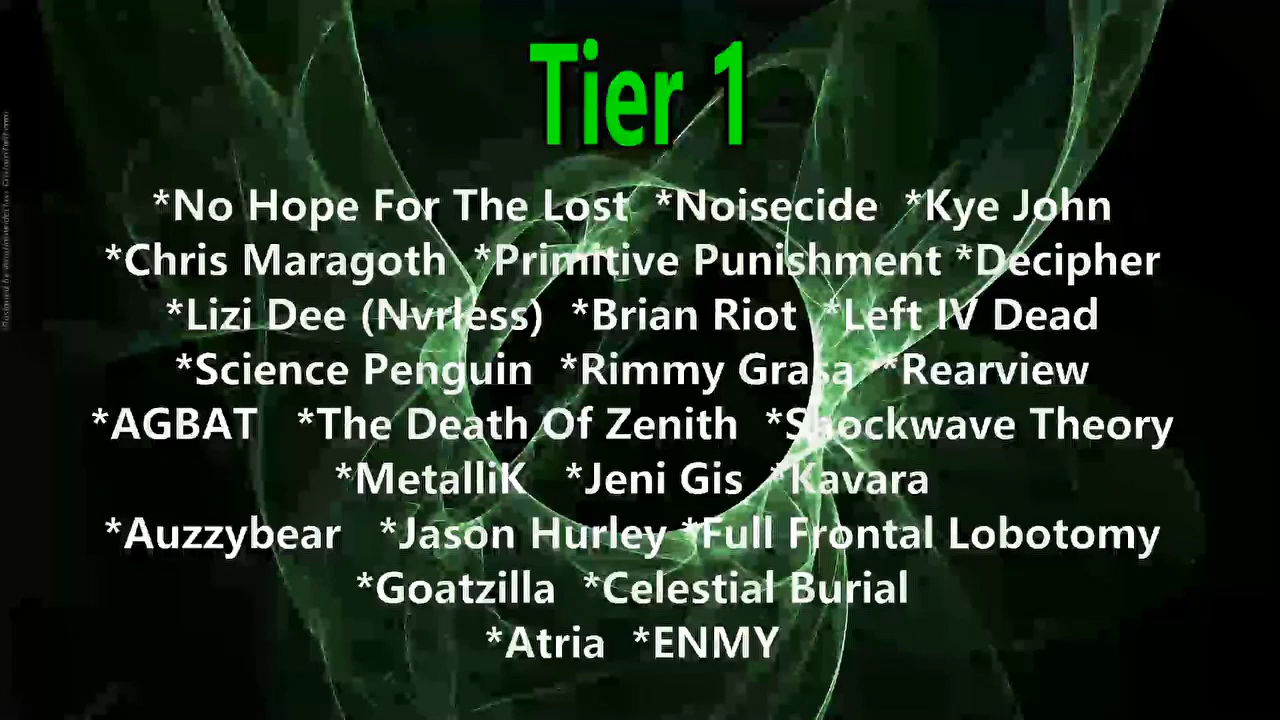 Tier 1
*No Hope For The Lost *Noisecide *Kye John
*Chris Maragoth *Primitive Punishment *Decipher
*Lizi Dee (Nvrless) *Brian Riot *Left IV Dead
*Science Penguin *Rimmy Grasa *Rearview
*AGBAT *The Death Of Zenith *Shockwave Theory
*MetalliK *Jeni Gis *Kavara
*Auzzybear *Jason Hurley *Full Frontal Lobotomy
*Goatzilla *Celestial Burial
*Atria *ENMY